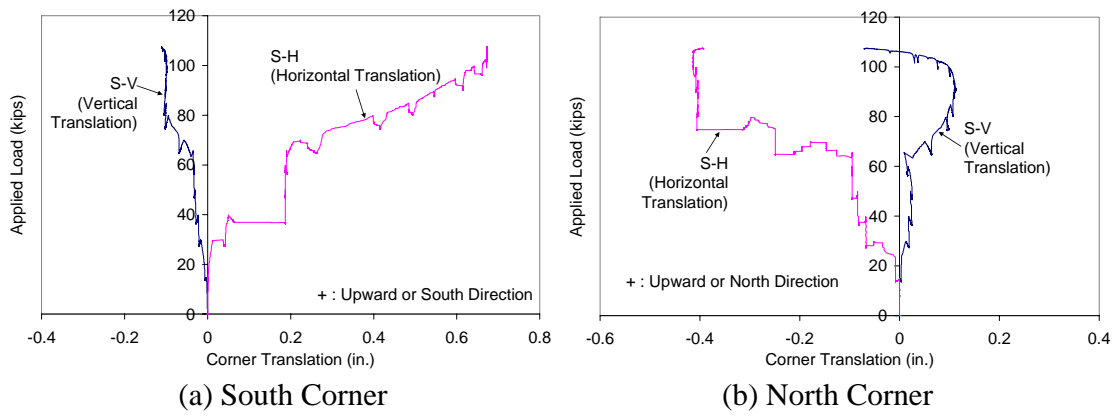 120
100
80
60
40
20
0
Applied Load (kips)
S-V
(Vertical
Translation)
S-H
(Horizontal Translation)
+ : Upward or South Direction
-0.4
-0.2
0
0.2
0.4
0.6
0.8
Corner Translation (in.)
(a) South Corner
120
100
80
60
40
20
0
Applied Load (kips)
S-H
(Horizontal
Translation)
S-V
(Vertical
Translation)
+ : Upward or North Direction
-0.6
-0.4
-0.2
0
0.2
0.4
Corner Translation (in.)
(b) North Corner